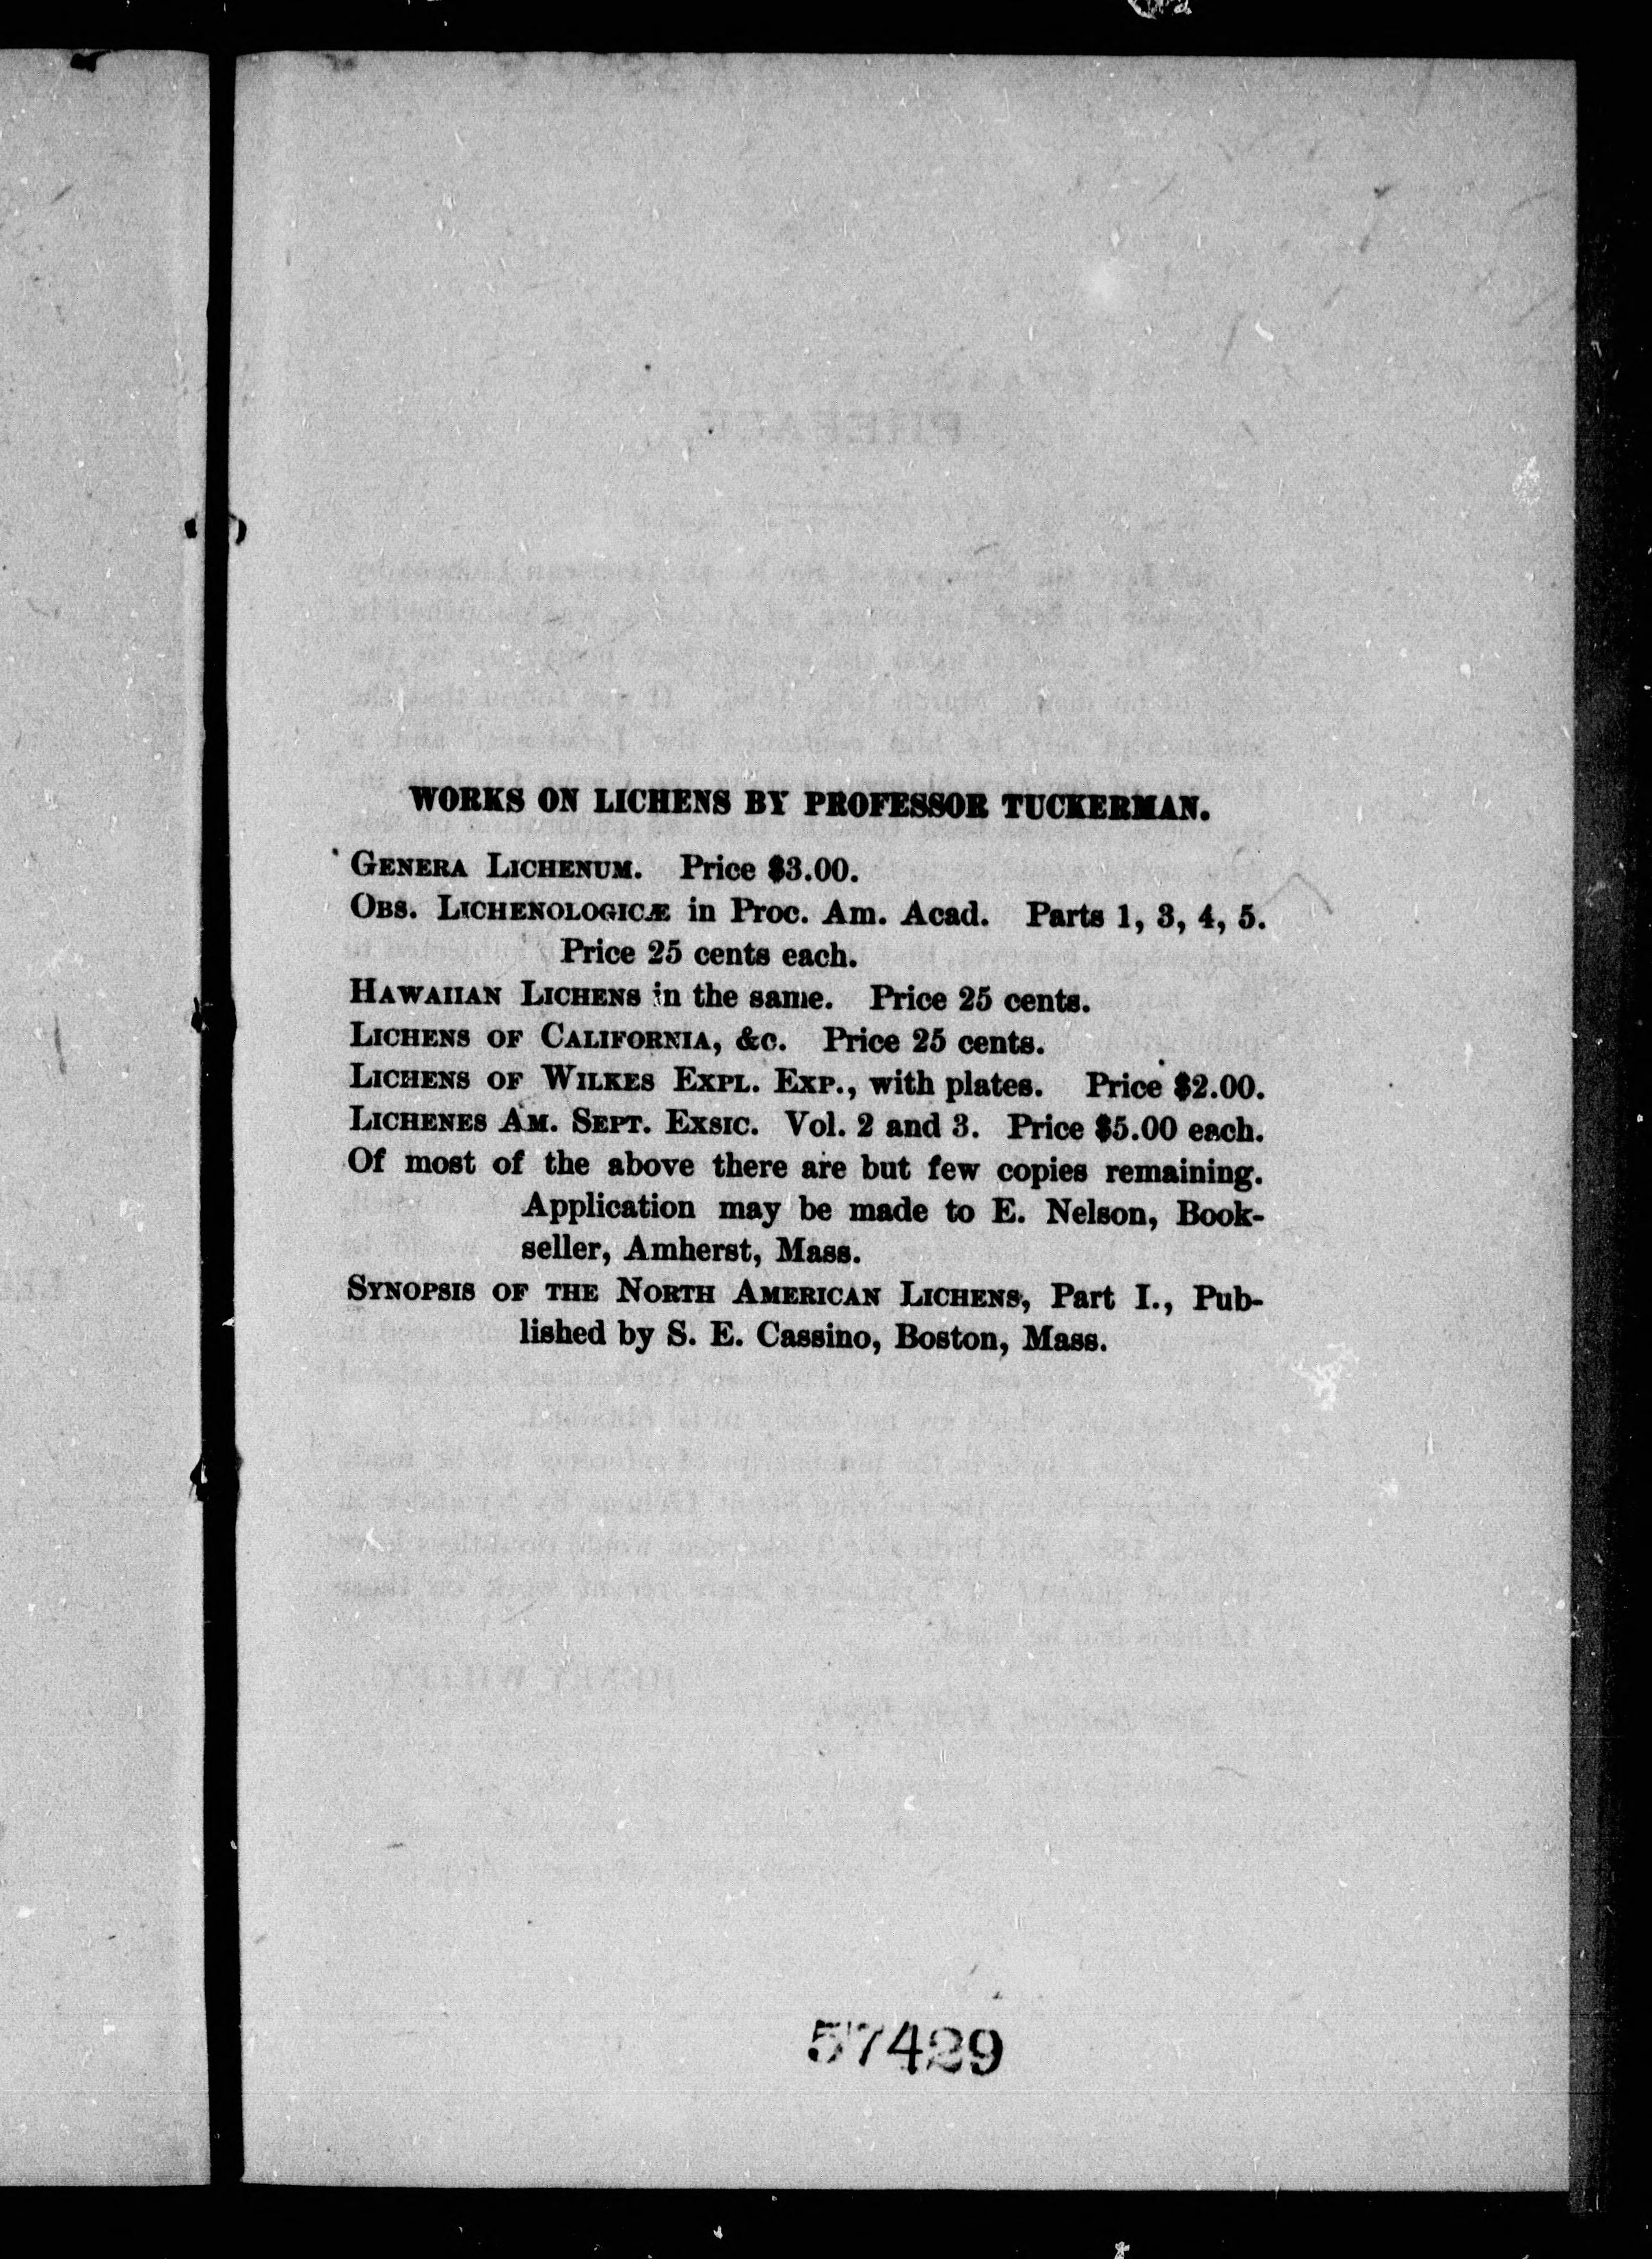 WORKS ON LICHENS BY PROFESSOR TUCKERMAN.
GENERA LICHENUM. Price $3.00.
OBS. LICHENOLOGICÆ in Proc. Am. Acad. Parts 1, 3, 4, 5.
Price 25 cents each.
HAWAIIAN LICHENS in the same. Price 25 cents.
LICHENS OF CALIFORNIA, &C. Price 25 cents.
LICHENS OF WILKES EXPL. EXP., with plates. Price $2.00.
LICHENES AM. SEPT. EXSIC. Vol. 2 and 3. Price $5.00 each.
Of most of the above there are but few copies remaining.
Application may be made to E. Nelson, Book-
seller, Amherst, Mass.
SYNOPSIS OF THE NORTH AMERICAN LICHENS, Part I., Pub-
lished by S. E. Cassino, Boston, Mass.
57429